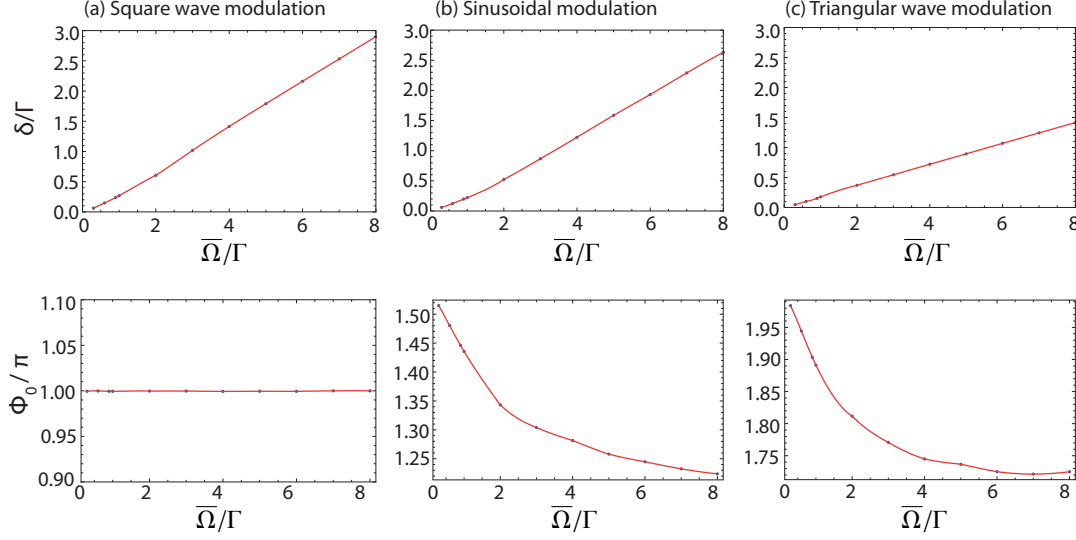 (a) Square wave modulation
(b) Sinusoidal modulation
(c) Triangular wave modulation
δ/Γ
3.0
2.5
2.0
1.5
1.0
0.5
0.0
0 2 4 6 8
Ω̅/Γ
3.0
2.5
2.0
1.5
1.0
0.5
0.0
0 2 4 6 8
Ω̅/Γ
3.0
2.5
2.0
1.5
1.0
0.5
0.0
0 2 4 6 8
Ω̅/Γ
Φ₀/π
1.10
1.05
1.00
0.95
0.90
0 2 4 6 8
Ω̅/Γ
1.50
1.45
1.40
1.35
1.30
1.25
0 2 4 6 8
Ω̅/Γ
1.95
1.90
1.85
1.80
1.75
0 2 4 6 8
Ω̅/Γ